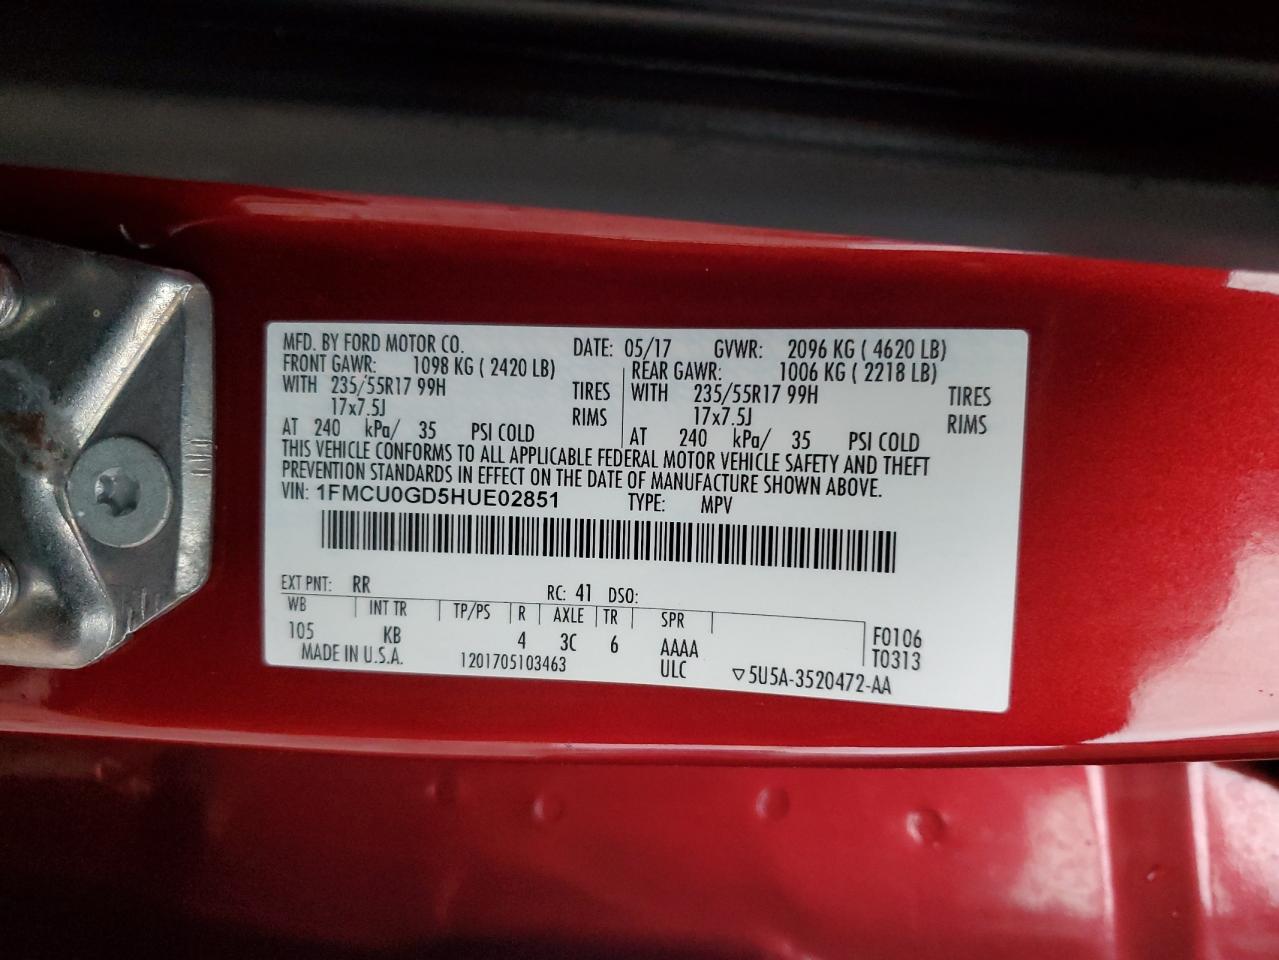 MFD. BY FORD MOTOR CO. DATE: 05/17 GVWR: 2096 KG ( 4620 LB)
FRONT GAWR: 1098 KG ( 2420 LB) REAR GAWR: 1006 KG ( 2218 LB)
WITH 235/55R17 99H TIRES WITH 235/55R17 99H TIRES
17x7.5J RIMS 17x7.5J RIMS
AT 240 kPa/ 35 PSI COLD AT 240 kPa/ 35 PSI COLD
THIS VEHICLE CONFORMS TO ALL APPLICABLE FEDERAL MOTOR VEHICLE SAFETY AND THEFT
PREVENTION STANDARDS IN EFFECT ON THE DATE OF MANUFACTURE SHOWN ABOVE.
VIN: 1FMCU0GD5HUE02851 TYPE: MPV
EXT PNT: RR RC: 41 DSO:
WB INT TR TP/PS R AXLE TR SPR
105 KB 4 3C 6 AAAA F0106
MADE IN U.S.A. 1201705103463 ULC T0313
▽5U5A-3520472-AA